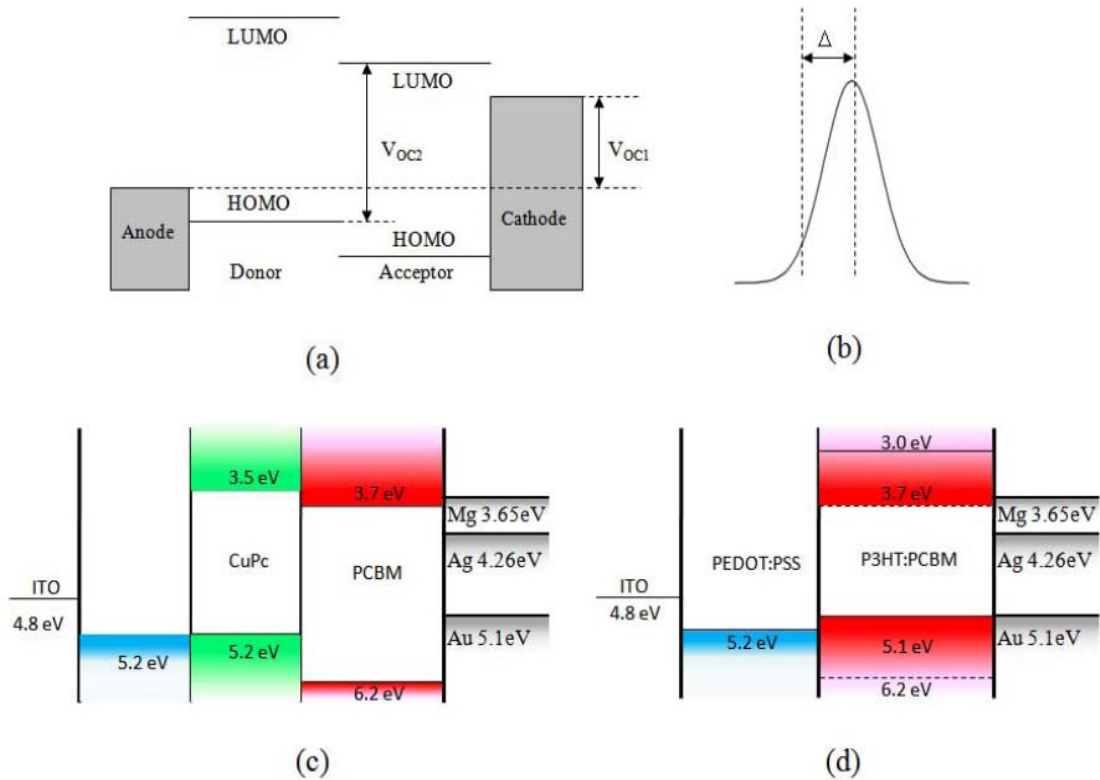 LUMO
LUMO
V_OC2
V_OC1
HOMO
Anode
Cathode
HOMO
Donor
Acceptor
(a)
Δ
(b)
3.5 eV
3.7 eV
Mg 3.65eV
CuPc
PCBM
Ag 4.26eV
ITO
4.8 eV
5.2 eV
5.2 eV
Au 5.1eV
6.2 eV
(c)
3.0 eV
3.7 eV
Mg 3.65eV
PEDOT:PSS
P3HT:PCBM
Ag 4.26eV
ITO
4.8 eV
5.2 eV
5.1 eV
Au 5.1eV
6.2 eV
(d)